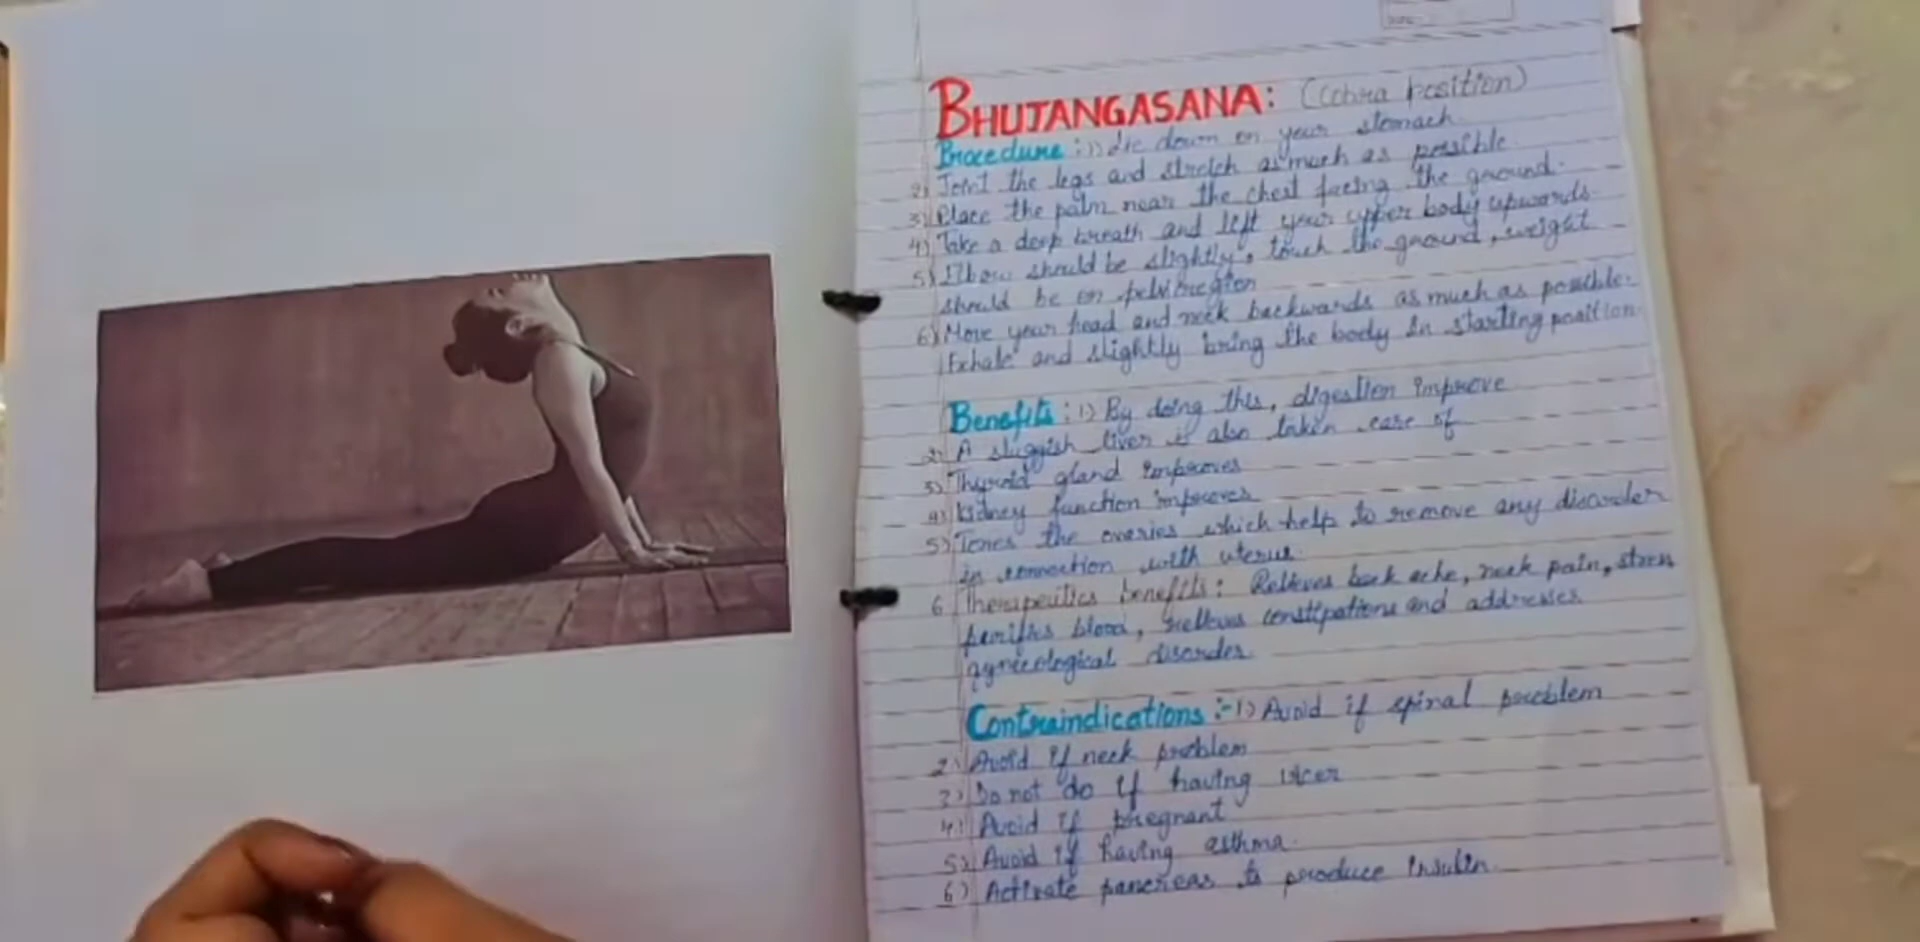 BHUJANGASANA: (Cobra Position)
Procedure :1) Lie down on your stomach
2) Joint the legs and stretch as much as possible.
3) Place the palm near the chest facing the ground.
4) Take a deep breath and lift your upper body upwards.
5) Elbow should be slightly, touch the ground, weight
should be on pelvic region
6) Move your head and neck backwards as much as possible.
Exhale and slightly bring the body in starting position.
Benefits : 1) By doing this, digestion improve
2) A sluggish liver is also taken care of
3) Thyroid gland improves
4) Kidney function improves
5) Tones the ovaries which help to remove any disorder
in connection with uterus.
6 Therapeutics benefits: Relieves back ache, neck pain, stress
purifies blood, relieves constipations and addresses
gynecological disorder
Contraindications :- 1) Avoid if spinal problem
2) Avoid if neck problem
3) Do not do if having ulcer
4) Avoid if pregnant
5) Avoid if having asthma.
6) Activate pancreas to produce insulin.